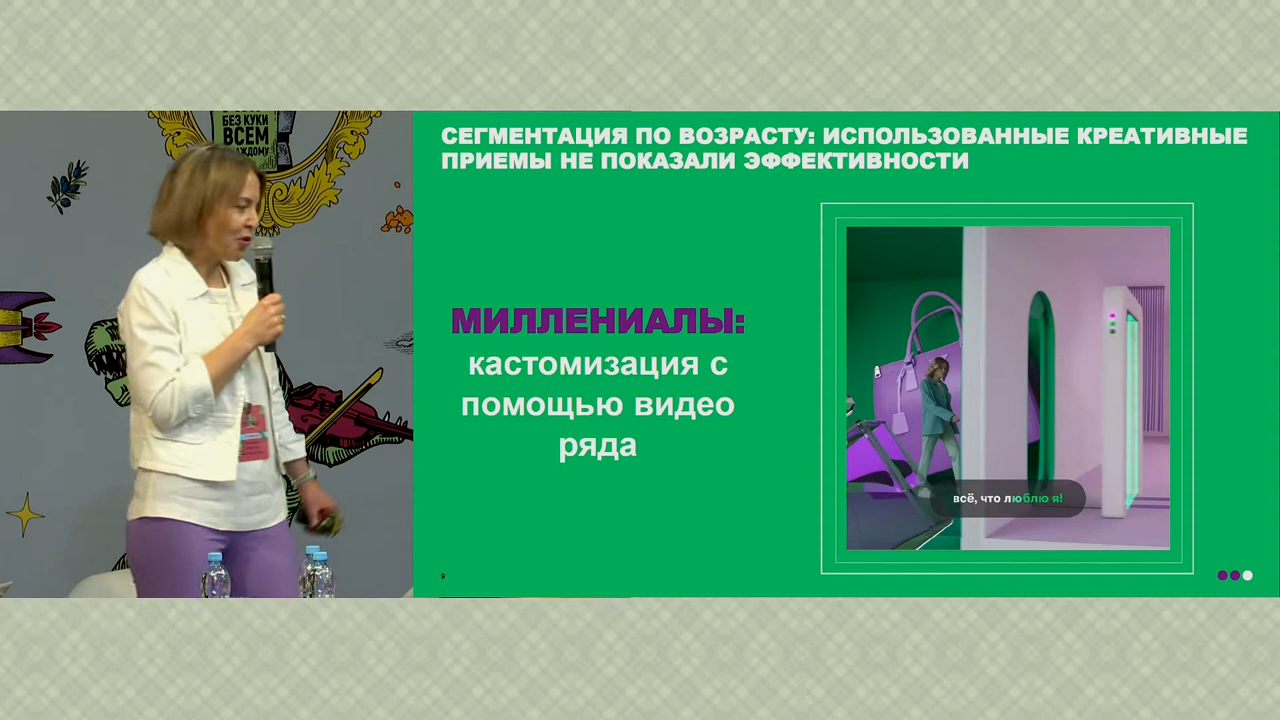 БЕЗ КУКИ
ВСЕМ
СЕГМЕНТАЦИЯ ПО ВОЗРАСТУ: ИСПОЛЬЗОВАННЫЕ КРЕАТИВНЫЕ
ПРИЕМЫ НЕ ПОКАЗАЛИ ЭФФЕКТИВНОСТИ
МИЛЛЕНИАЛЫ:
кастомизация с
помощью видео
ряда
всё, что люблю я!
9